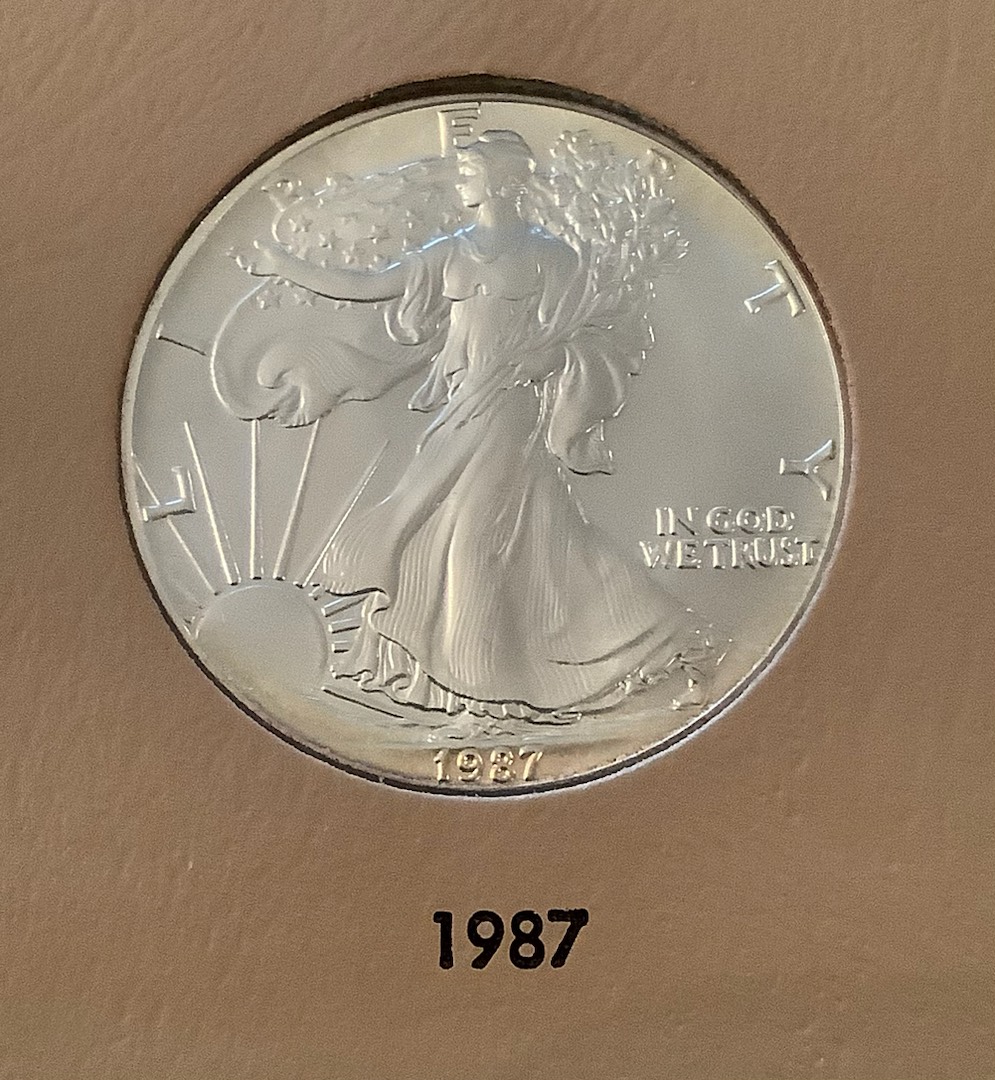 LIBERTY
IN GOD
WE TRUST
1987
1987